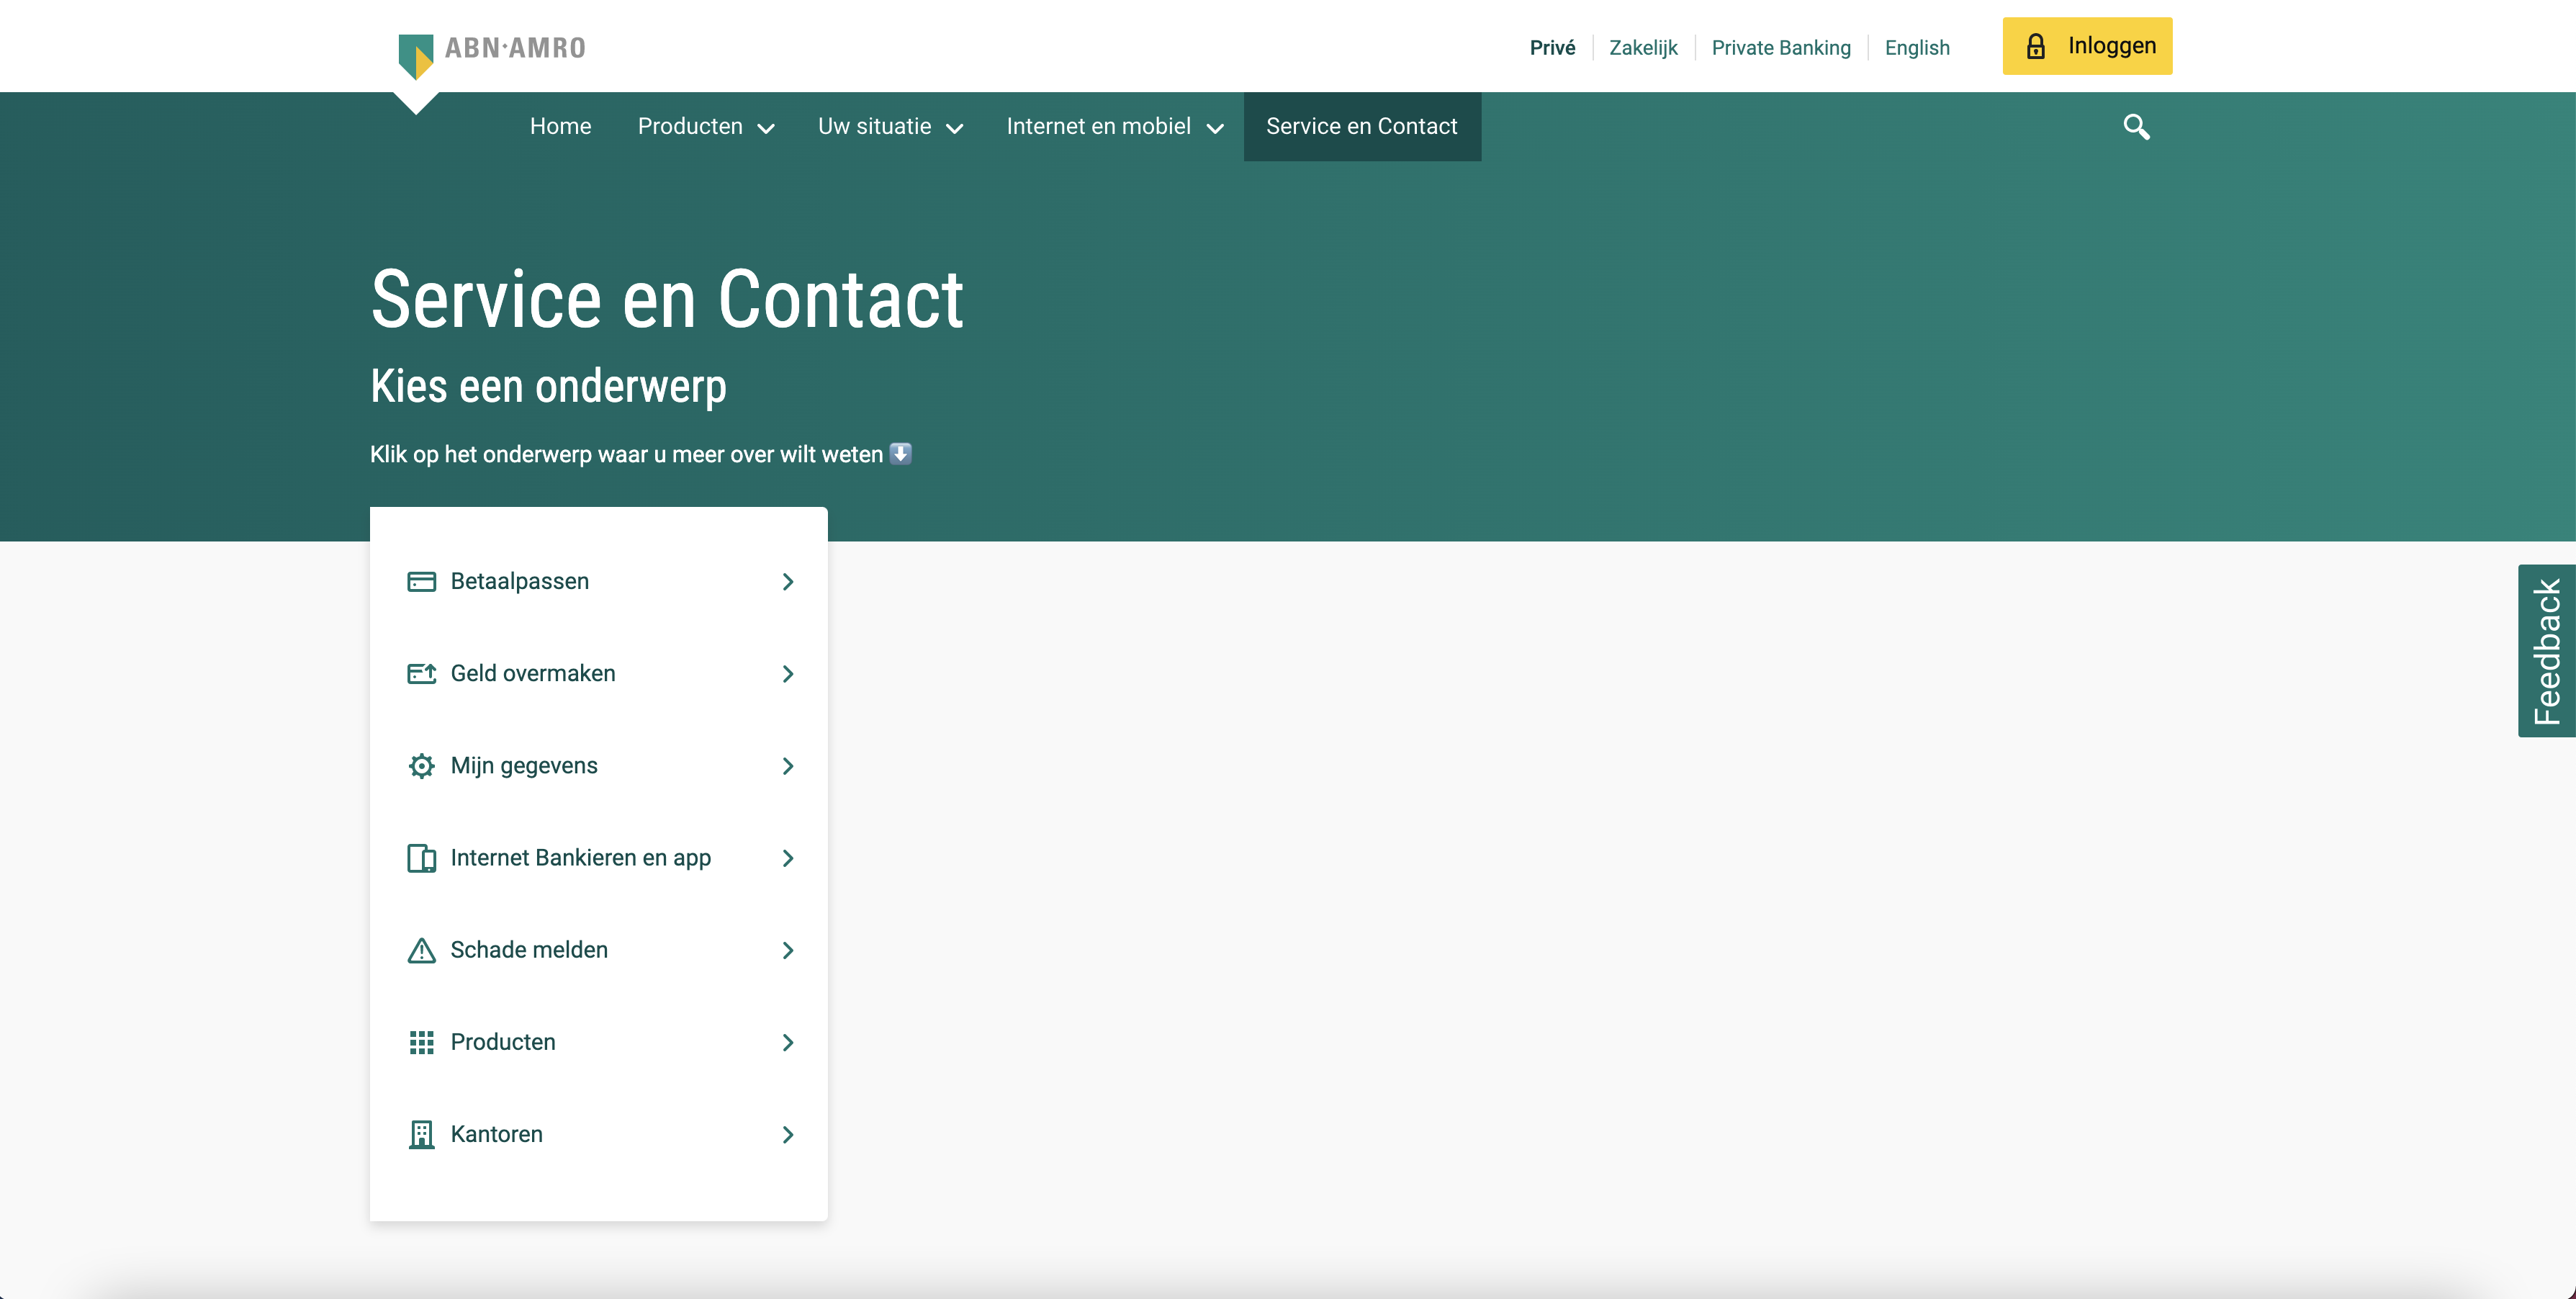 ABN·AMRO
Privé Zakelijk Private Banking English Inloggen
Home Producten Uw situatie Internet en mobiel Service en Contact
Service en Contact
Kies een onderwerp
Klik op het onderwerp waar u meer over wilt weten ⬇️
Betaalpassen
Geld overmaken
Mijn gegevens
Internet Bankieren en app
Schade melden
Producten
Kantoren
Feedback